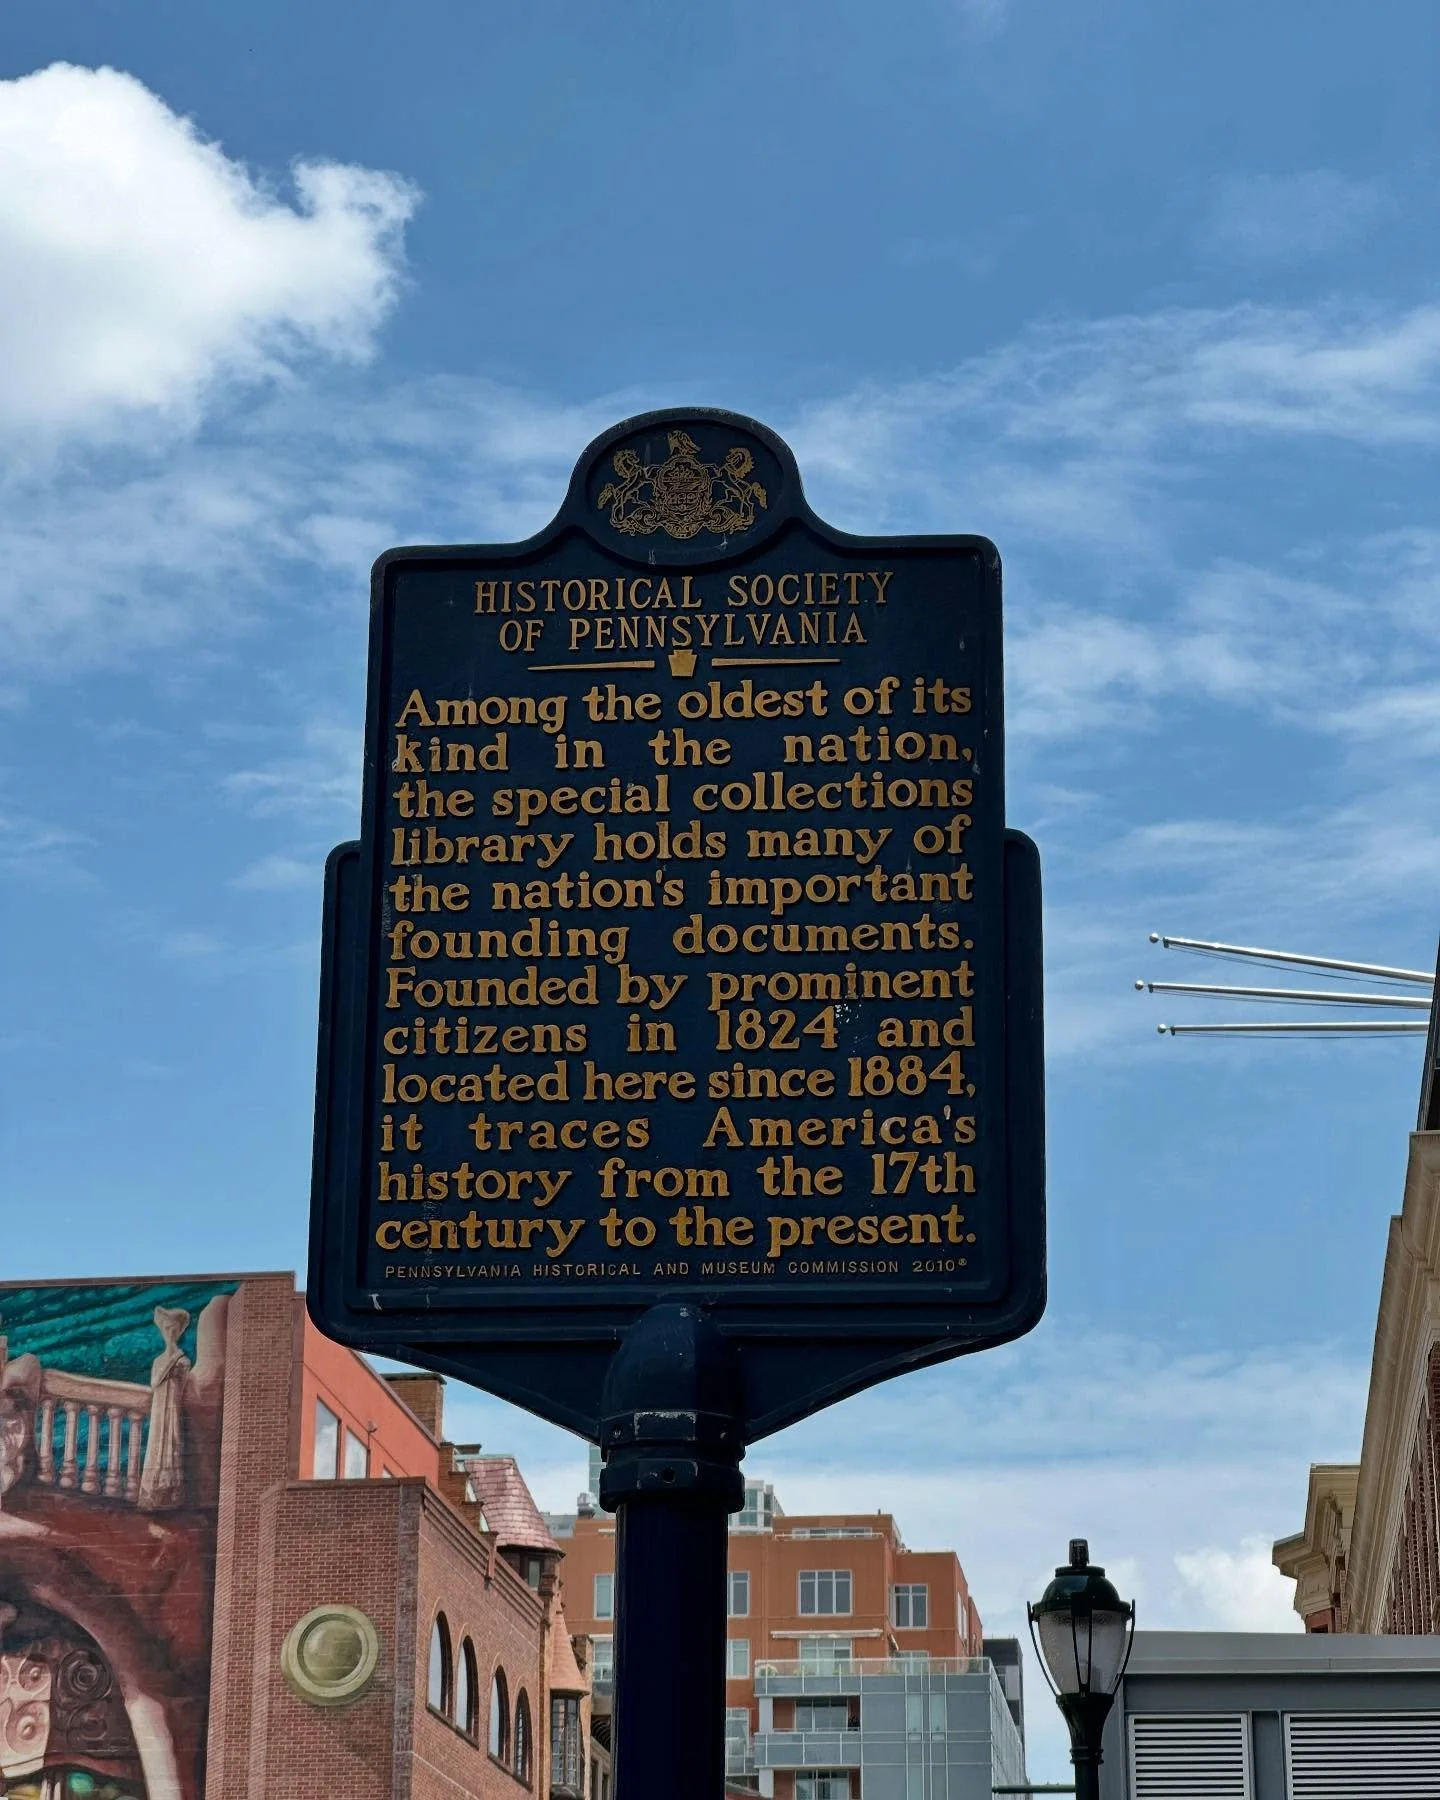 HISTORICAL SOCIETY
OF PENNSYLVANIA
Among the oldest of its
kind in the nation,
the special collections
library holds many of
the nation's important
founding documents.
Founded by prominent
citizens in 1824 and
located here since 1884,
it traces America's
history from the 17th
century to the present.
PENNSYLVANIA HISTORICAL AND MUSEUM COMMISSION 2010®